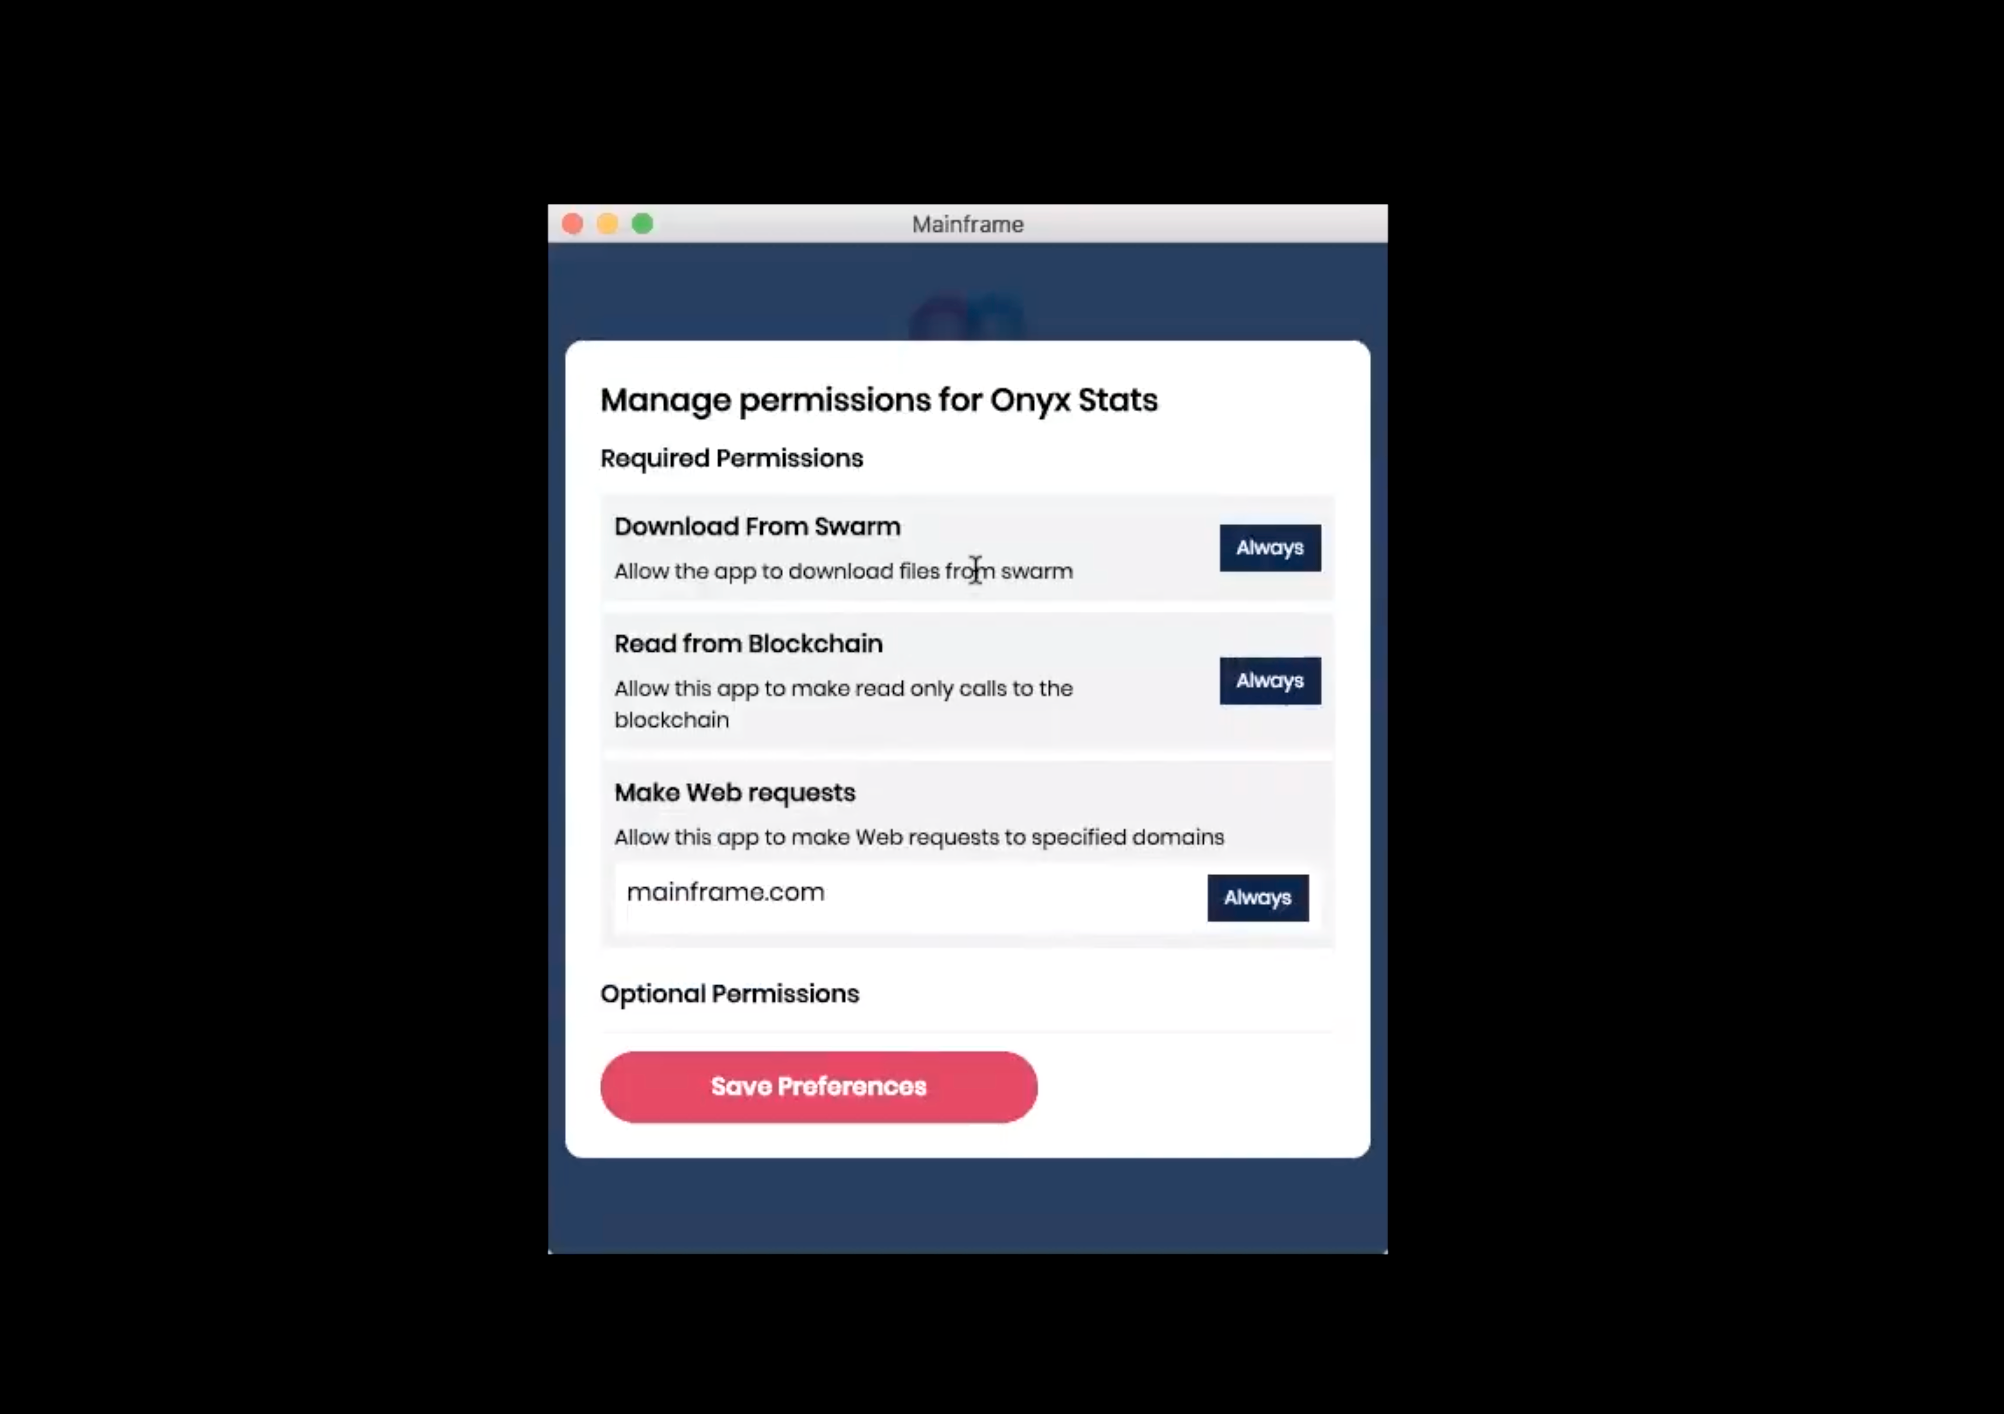 Mainframe
Manage permissions for Onyx Stats
Required Permissions
Download From Swarm
Allow the app to download files from swarm
Always
Read from Blockchain
Allow this app to make read only calls to the
blockchain
Always
Make Web requests
Allow this app to make Web requests to specified domains
mainframe.com
Always
Optional Permissions
Save Preferences